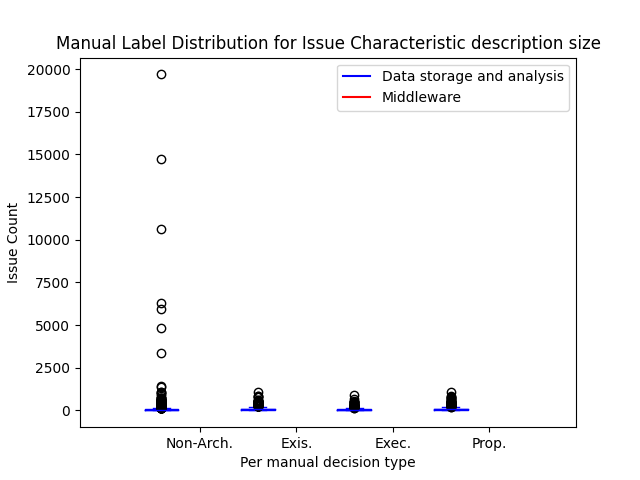 Manual Label Distribution for Issue Characteristic description size
Data storage and analysis
Middleware
20000
17500
15000
12500
10000
7500
5000
2500
0
Issue Count
Non-Arch.
Exis.
Exec.
Prop.
Per manual decision type